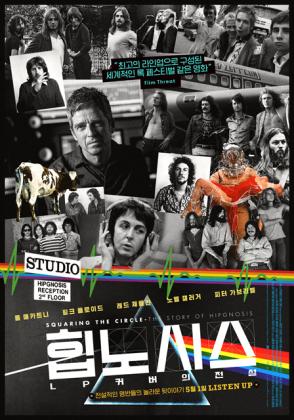 "최고의 라인업으로 구성된
세계적인 록 페스티벌 같은 영화"
Film Threat
STUDIO
HIPGNOSIS
RECEPTION
2ND FLOOR
폴 매카트니 핑크 플로이드 레드 제플린 노엘 갤러거 피터 가브리엘
SQUARING THE CIRCLE: THE STORY OF HIPGNOSIS
힙노시스
LP 커버의 전설
전설적인 앨범들의 놀라운 뒷이야기 5월 1일 LISTEN UP